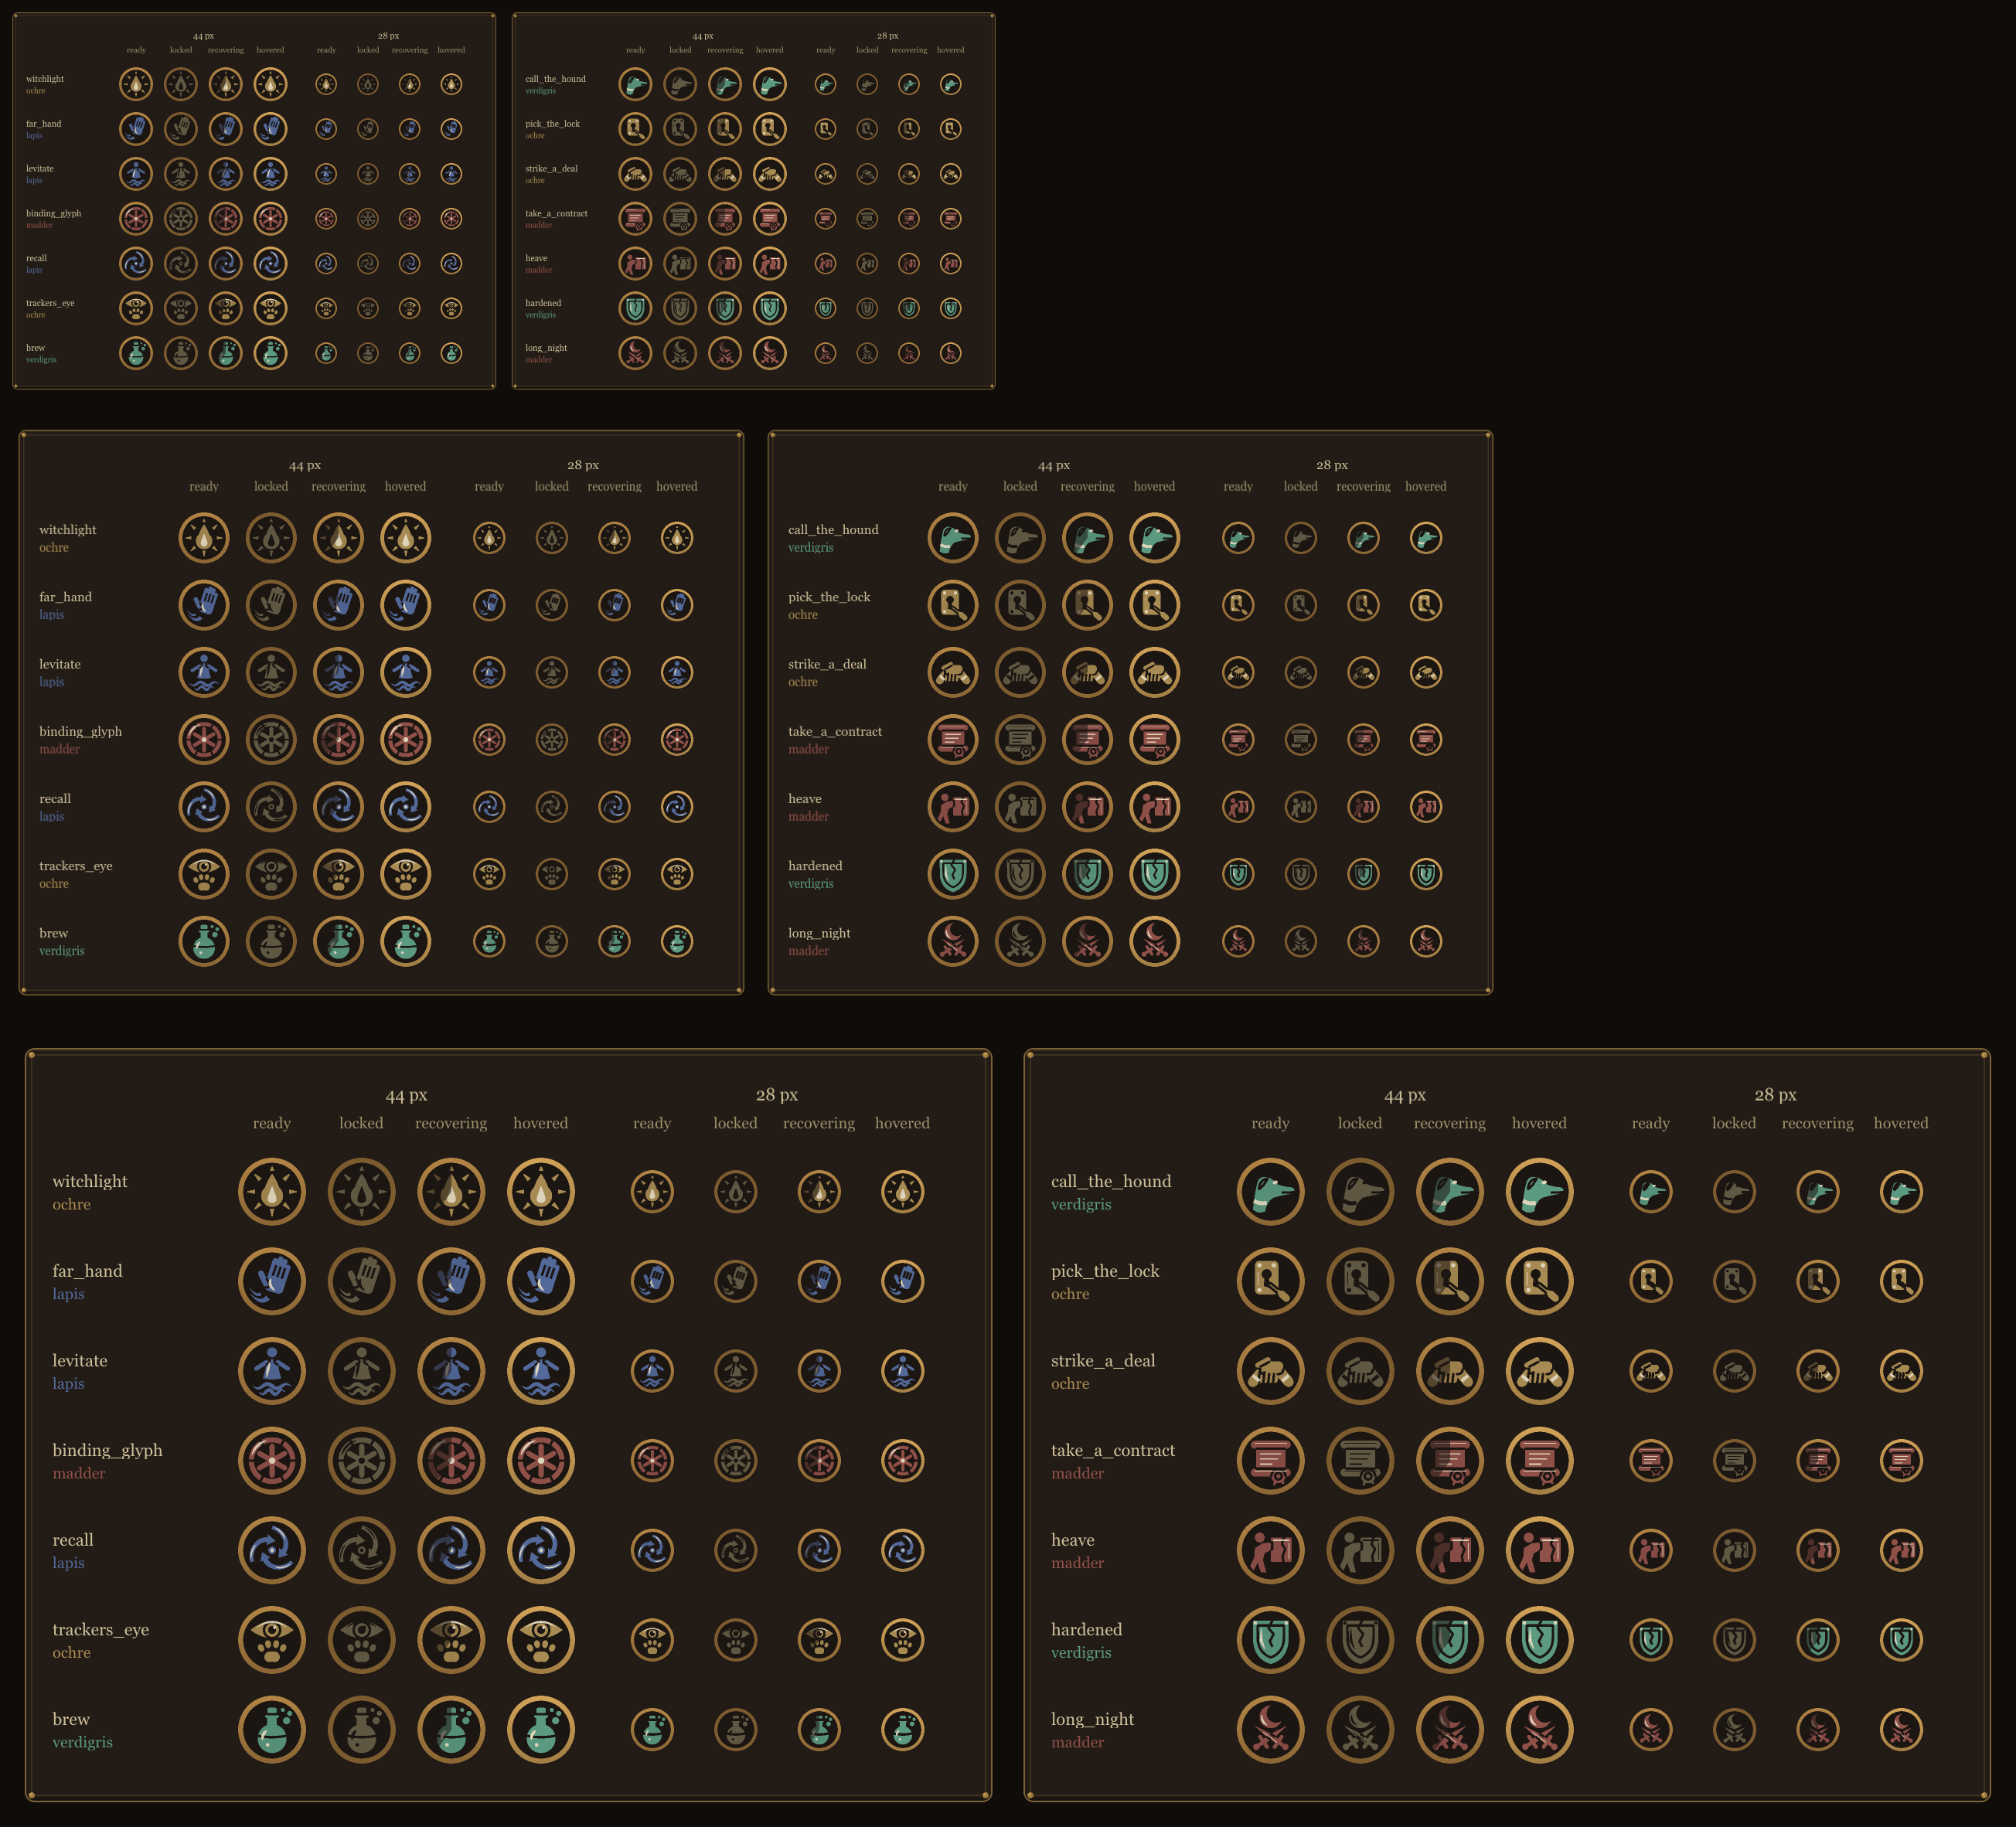 44 px 28 px
ready locked recovering hovered ready locked recovering hovered
witchlight
ochre
far_hand
lapis
levitate
lapis
binding_glyph
madder
recall
lapis
trackers_eye
ochre
brew
verdigris
44 px 28 px
ready locked recovering hovered ready locked recovering hovered
call_the_hound
verdigris
pick_the_lock
ochre
strike_a_deal
ochre
take_a_contract
madder
heave
madder
hardened
verdigris
long_night
madder
44 px 28 px
ready locked recovering hovered ready locked recovering hovered
witchlight
ochre
far_hand
lapis
levitate
lapis
binding_glyph
madder
recall
lapis
trackers_eye
ochre
brew
verdigris
44 px 28 px
ready locked recovering hovered ready locked recovering hovered
call_the_hound
verdigris
pick_the_lock
ochre
strike_a_deal
ochre
take_a_contract
madder
heave
madder
hardened
verdigris
long_night
madder
44 px 28 px
ready locked recovering hovered ready locked recovering hovered
witchlight
ochre
far_hand
lapis
levitate
lapis
binding_glyph
madder
recall
lapis
trackers_eye
ochre
brew
verdigris
44 px 28 px
ready locked recovering hovered ready locked recovering hovered
call_the_hound
verdigris
pick_the_lock
ochre
strike_a_deal
ochre
take_a_contract
madder
heave
madder
hardened
verdigris
long_night
madder